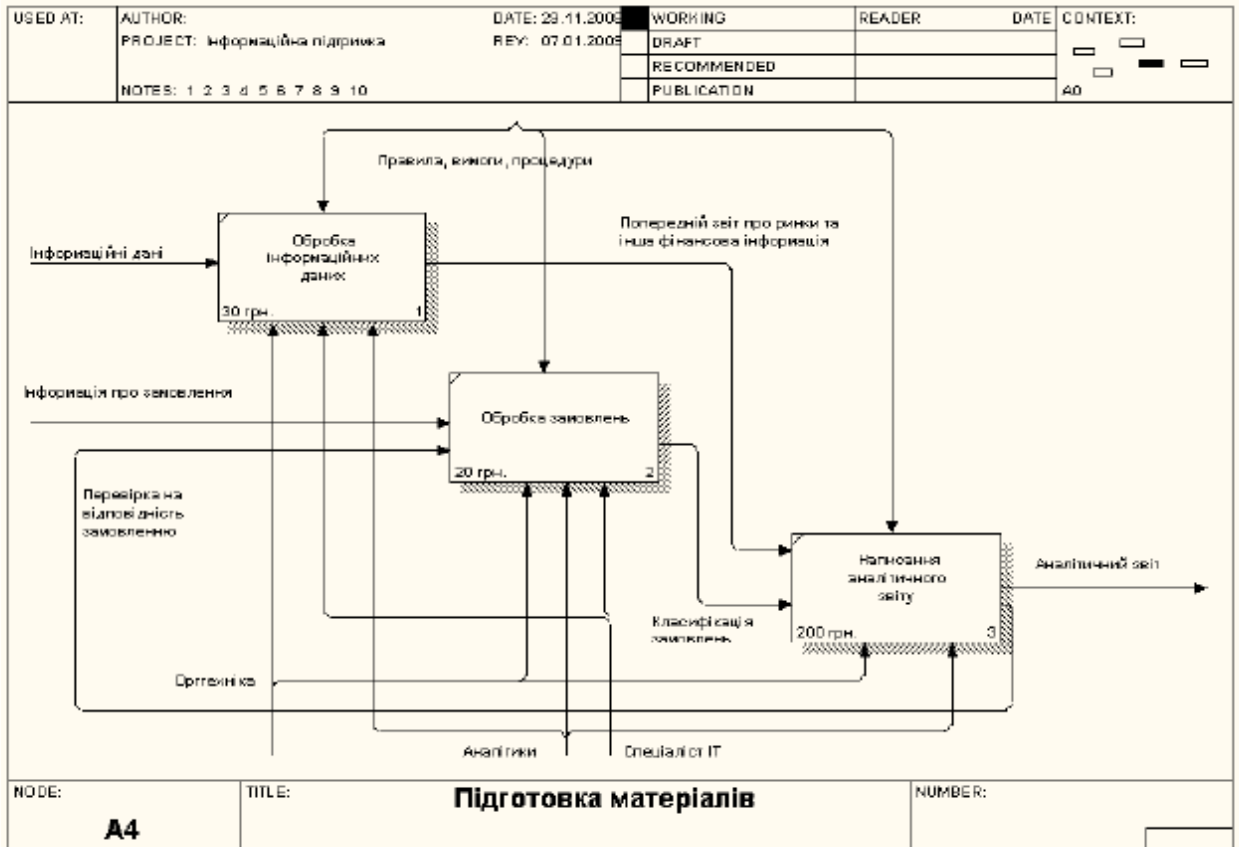 USED AT:
AUTHOR:
DATE: 29.11.2008
PROJECT: Інформаційна підтримка
REV: 07.01.2009
NOTES: 1 2 3 4 5 6 7 8 9 10
WORKING
DRAFT
RECOMMENDED
PUBLICATION
READER
DATE
CONTEXT:
A0
Правила, вимоги, процедури
Інформаційні дані
Обробка
інформаційних
даних
30 грн.
1
Попередній звіт про ринки та
інша фінансова інформація
Інформація про замовлення
Обробка замовлень
20 грн.
2
Перевірка на
відповідність
замовленню
Написання
аналітичного
звіту
200 грн.
3
Аналітичний звіт
Класифікація
замовлень
Оргтехніка
Аналітики
Спеціаліст ІТ
NODE:
A4
TITLE:
Підготовка матеріалів
NUMBER: